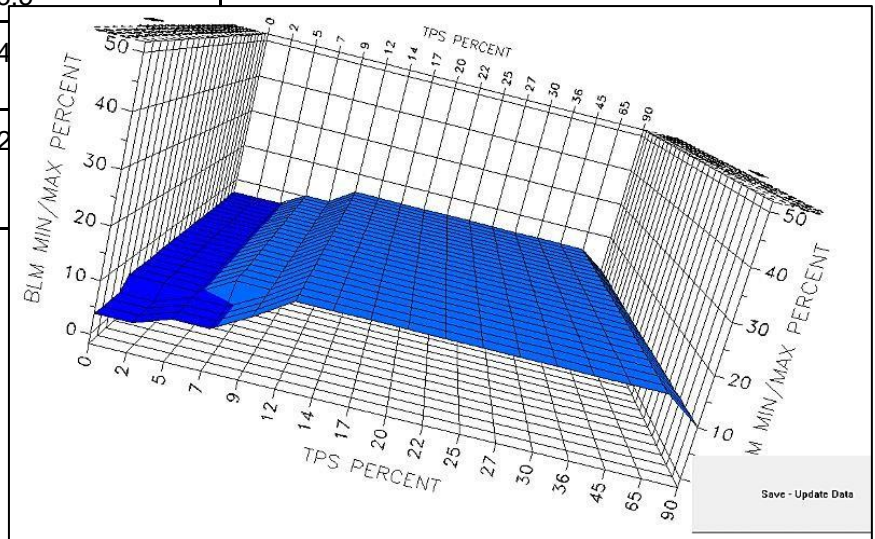 4
2
TPS PERCENT
0 2 5 7 9 12 14 17 20 22 25 27 30 36 45 65 90
BLM MIN/MAX PERCENT
50
40
30
20
10
0
50
40
30
20
10
M MIN/MAX PERCENT
0 2 5 7 9 12 14 17 20 22 25 27 30 36 45 65 90
TPS PERCENT
Save - Update Data